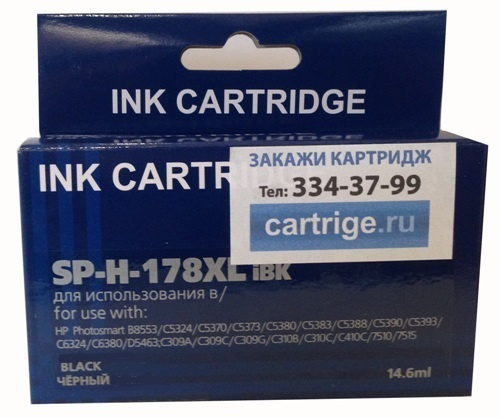 INK CARTRIDGE
INK CARTR
ЗАКАЖИ КАРТРИДЖ
Тел: 334-37-99
cartrige.ru
SP-H-178XL iBK
для использования в/
for use with:
HP Photosmart B8553/C5324/C5370/C5373/C5380/C5383/C5388/C5390/C5393/
C6324/C6380/D5463;C309A/C309C/C309G/C310B/C310C/C410C/7510/7515
BLACK
ЧЁРНЫЙ
14.6ml